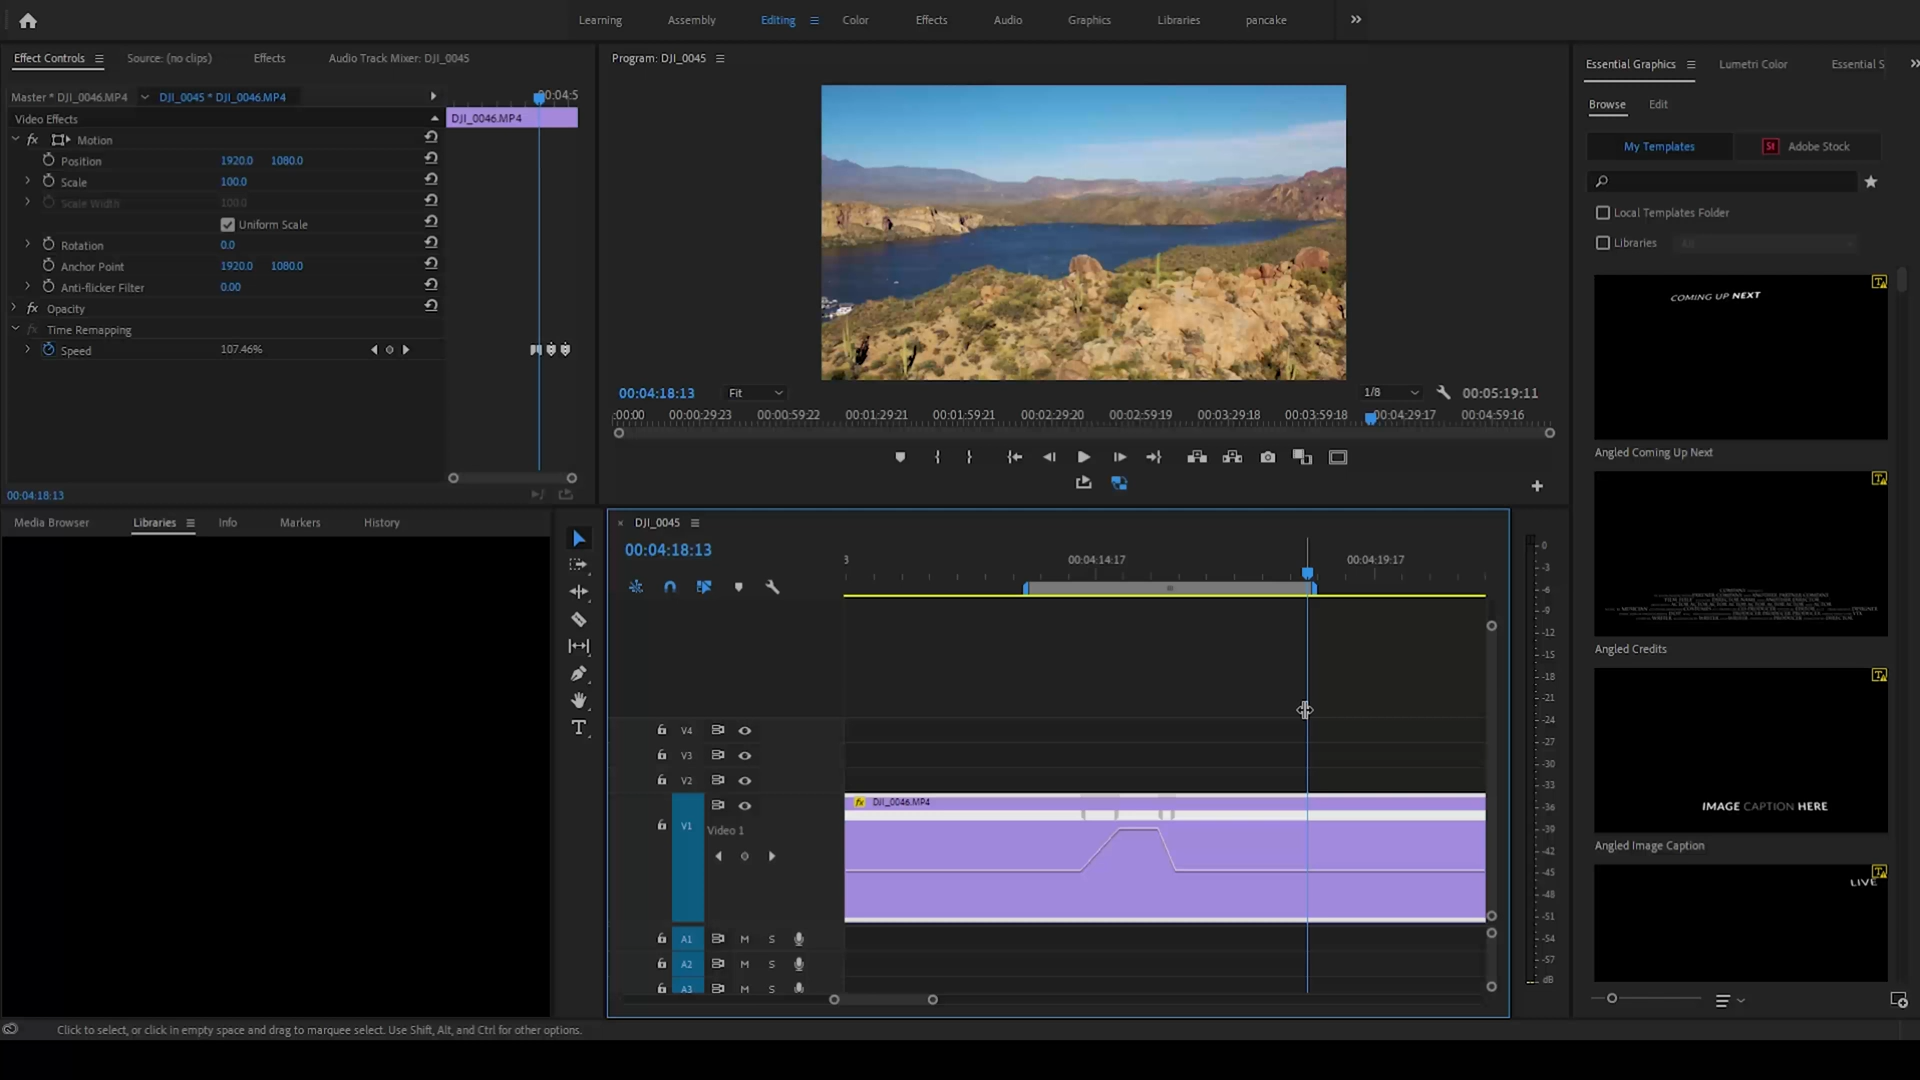 Learning Assembly Editing Color Effects Audio Graphics Libraries pancake
Effect Controls Source: (no clips) Effects Audio Track Mixer: DJI_0045
Master * DJI_0046.MP4 DJI_0045 * DJI_0046.MP4 00:04:5
Video Effects DJI_0046.MP4
fx Motion
Position 1920.0 1080.0
Scale 100.0
Scale Width 100.0
Uniform Scale
Rotation 0.0
Anchor Point 1920.0 1080.0
Anti-flicker Filter 0.00
fx Opacity
fx Time Remapping
Speed 107.46%
00:04:18:13
Program: DJI_0045
00:04:18:13 Fit 1/8 00:05:19:11
:00:00 00:00:29:23 00:00:59:22 00:01:29:21 00:01:59:21 00:02:29:20 00:02:59:19 00:03:29:18 00:03:59:18 00:04:29:17 00:04:59:16
Essential Graphics Lumetri Color Essential S
Browse Edit
My Templates St Adobe Stock
Local Templates Folder
Libraries All
COMING UP NEXT
Angled Coming Up Next
Angled Credits
IMAGE CAPTION HERE
Angled Image Caption
LIVE
Media Browser Libraries Info Markers History
DJI_0045
00:04:18:13
3 00:04:14:17 00:04:19:17
V4
V3
V2
fx DJI_0046.MP4
V1 Video 1
A1 M S
A2 M S
A3 M S
0
-3
-6
-9
-12
-15
-18
-21
-24
-27
-30
-33
-36
-39
-42
-45
-48
-51
-54
-57
dB
Click to select, or click in empty space and drag to marquee select. Use Shift, Alt, and Ctrl for other options.